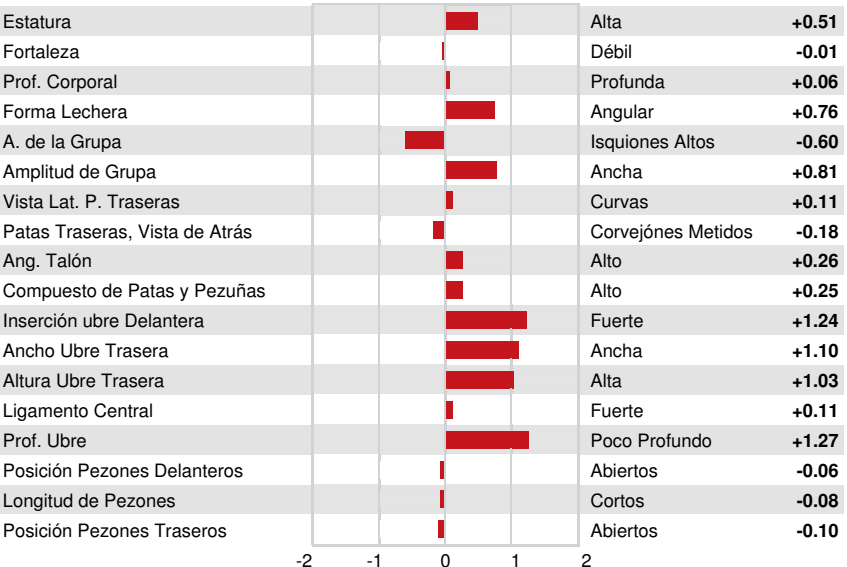 Estatura Alta +0.51
Fortaleza Débil -0.01
Prof. Corporal Profunda +0.06
Forma Lechera Angular +0.76
A. de la Grupa Isquiones Altos -0.60
Amplitud de Grupa Ancha +0.81
Vista Lat. P. Traseras Curvas +0.11
Patas Traseras, Vista de Atrás Corvejónes Metidos -0.18
Ang. Talón Alto +0.26
Compuesto de Patas y Pezuñas Alto +0.25
Inserción ubre Delantera Fuerte +1.24
Ancho Ubre Trasera Ancha +1.10
Altura Ubre Trasera Alta +1.03
Ligamento Central Fuerte +0.11
Prof. Ubre Poco Profundo +1.27
Posición Pezones Delanteros Abiertos -0.06
Longitud de Pezones Cortos -0.08
Posición Pezones Traseros Abiertos -0.10
-2 -1 0 1 2